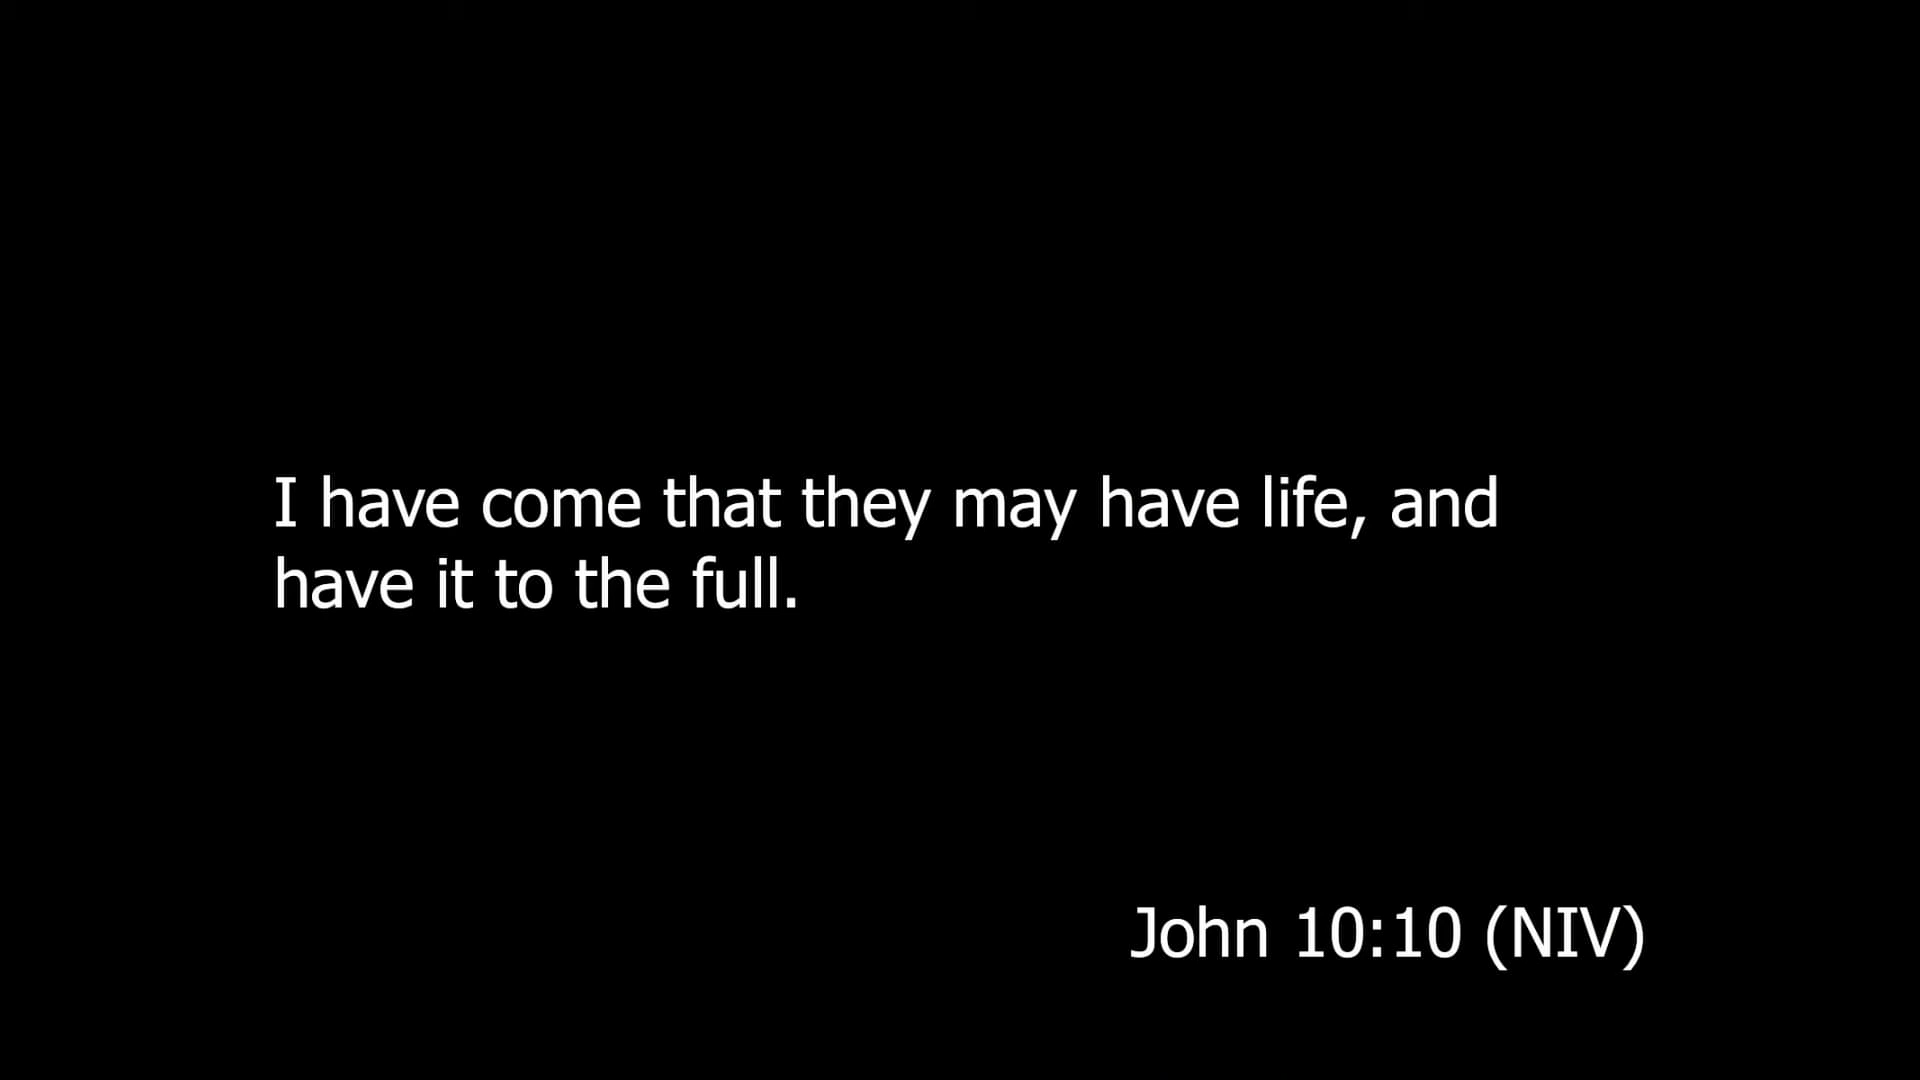 I have come that they may have life, and
have it to the full.
John 10:10 (NIV)